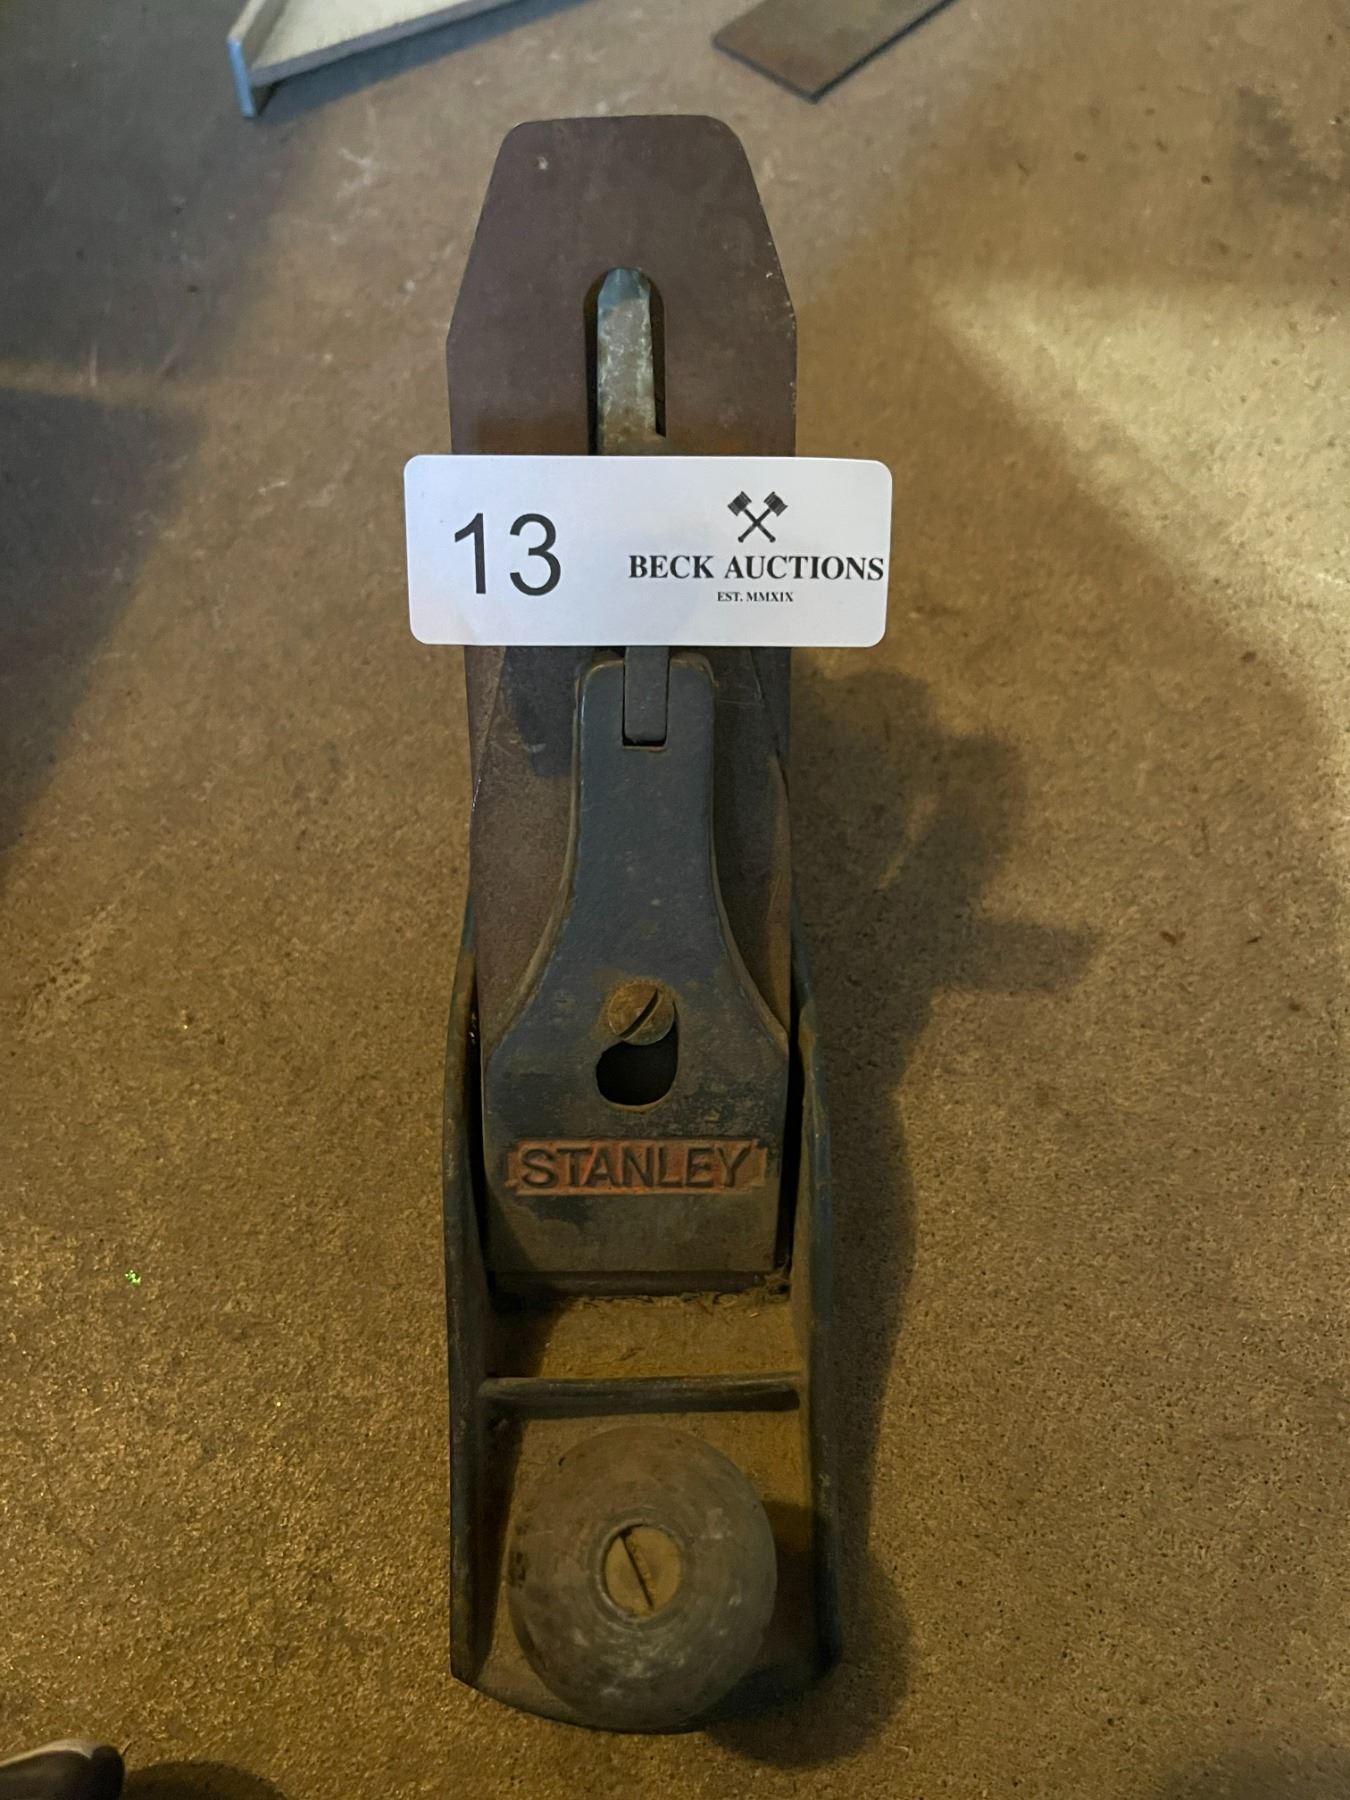 13
BECK AUCTIONS
EST. MMXIX
STANLEY